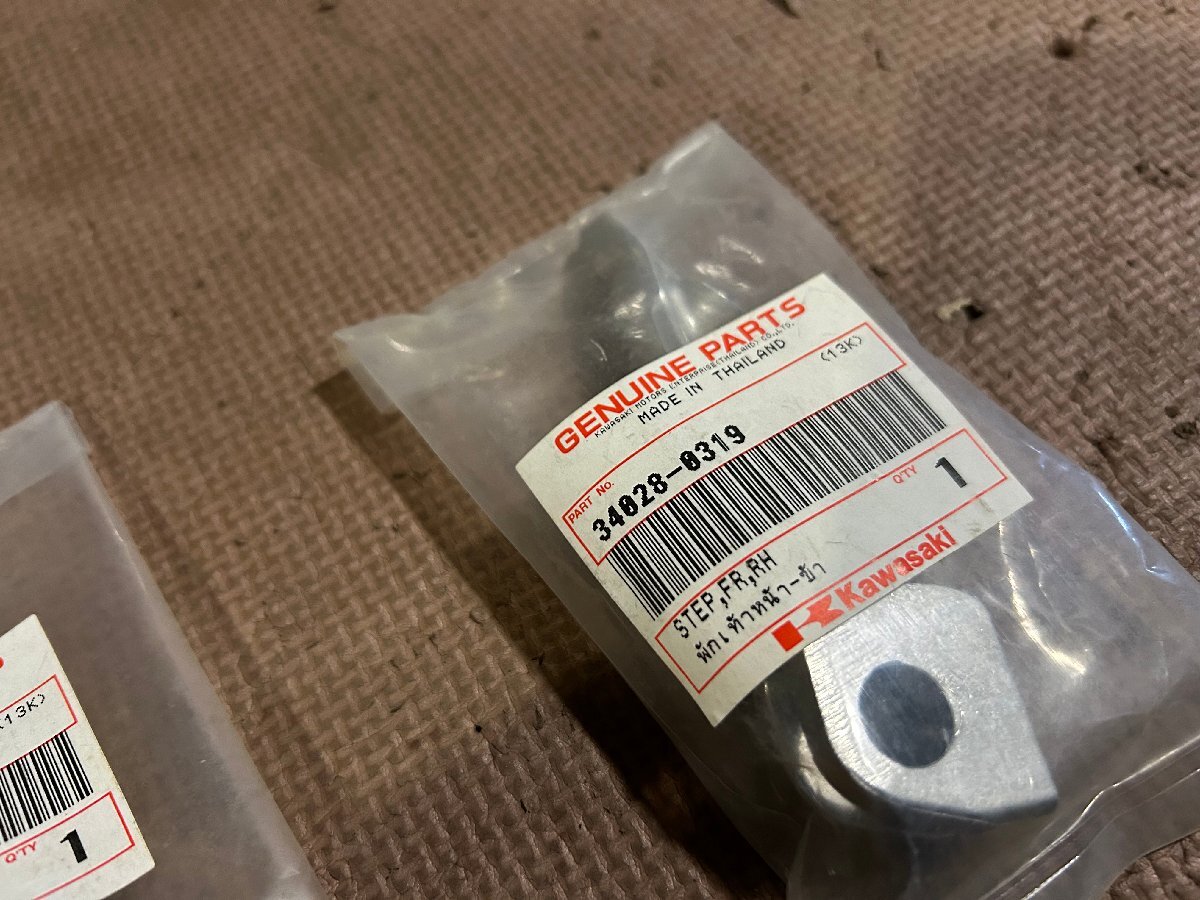 GENUINE PARTS
KAWASAKI MOTORS ENTERPRISE(THAILAND) CO.,LTD.
MADE IN THAILAND
(13K)
PART No.
34028-0319
Q'TY 1
STEP,FR,RH
พักเท้าหน้า-ขวา
Kawasaki
S
(13K)
Q'TY 1